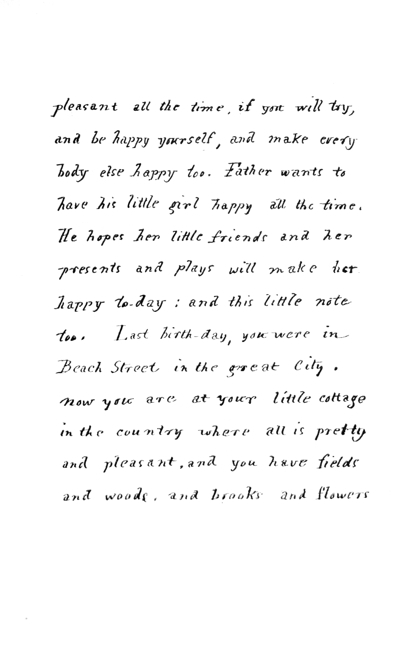 pleasant all the time, if you will try,
and be happy yourself, and make every
body else happy too. Father wants to
have his little girl happy all the time.
He hopes her little friends and her
presents and plays will make her
happy to-day; and this little note
too. Last birth-day, you were in
Beach Street in the great City.
now you are at your little cottage
in the country where all is pretty
and pleasant, and you have fields
and woods, and brooks and flowers